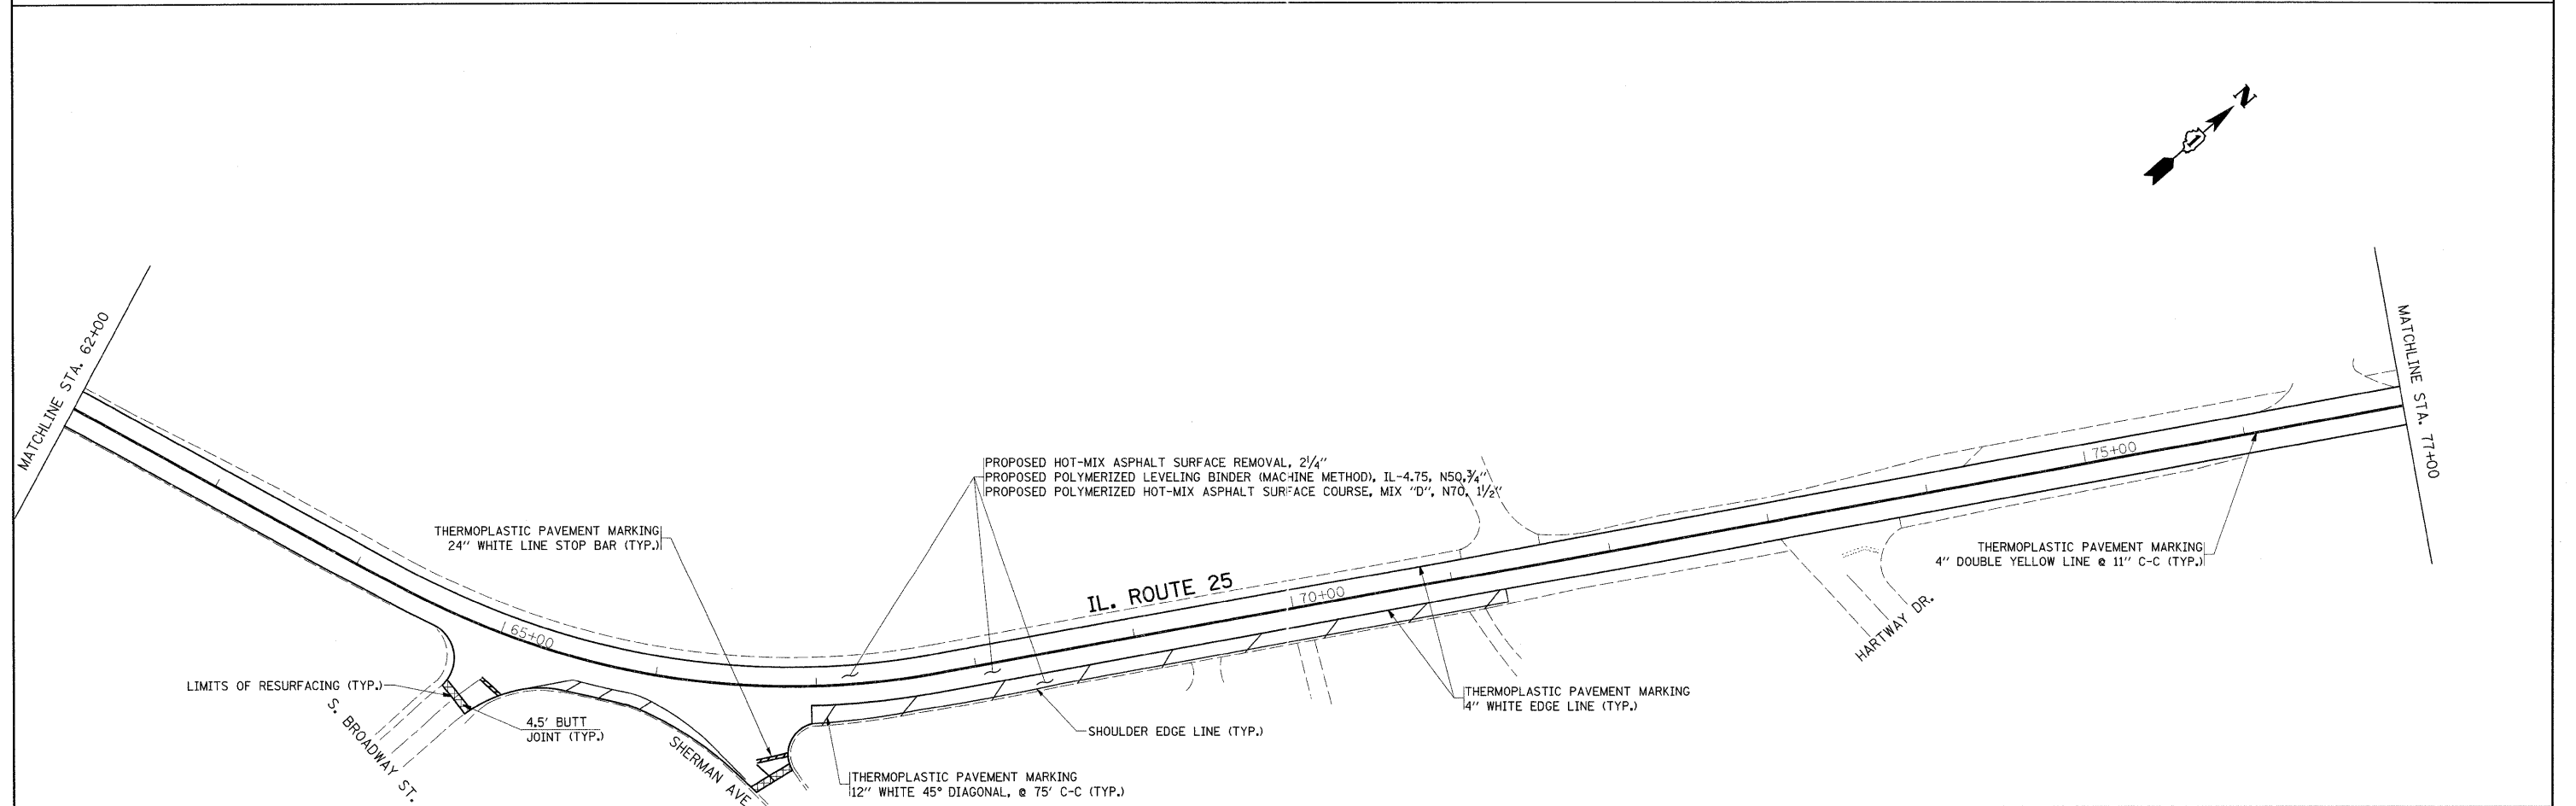 N
MATCHLINE STA. 62+00
MATCHLINE STA. 77+00
PROPOSED HOT-MIX ASPHALT SURFACE REMOVAL, 2¼"
PROPOSED POLYMERIZED LEVELING BINDER (MACHINE METHOD), IL-4.75, N50,¾"
PROPOSED POLYMERIZED HOT-MIX ASPHALT SURFACE COURSE, MIX "D", N70, 1½"
75+00
THERMOPLASTIC PAVEMENT MARKING
24" WHITE LINE STOP BAR (TYP.)
THERMOPLASTIC PAVEMENT MARKING
4" DOUBLE YELLOW LINE @ 11" C-C (TYP.)
IL. ROUTE 25
70+00
65+00
HARTWAY DR.
LIMITS OF RESURFACING (TYP.)
S. BROADWAY ST.
4.5' BUTT
JOINT (TYP.)
SHERMAN AVE
THERMOPLASTIC PAVEMENT MARKING
4" WHITE EDGE LINE (TYP.)
SHOULDER EDGE LINE (TYP.)
THERMOPLASTIC PAVEMENT MARKING
12" WHITE 45° DIAGONAL, @ 75' C-C (TYP.)